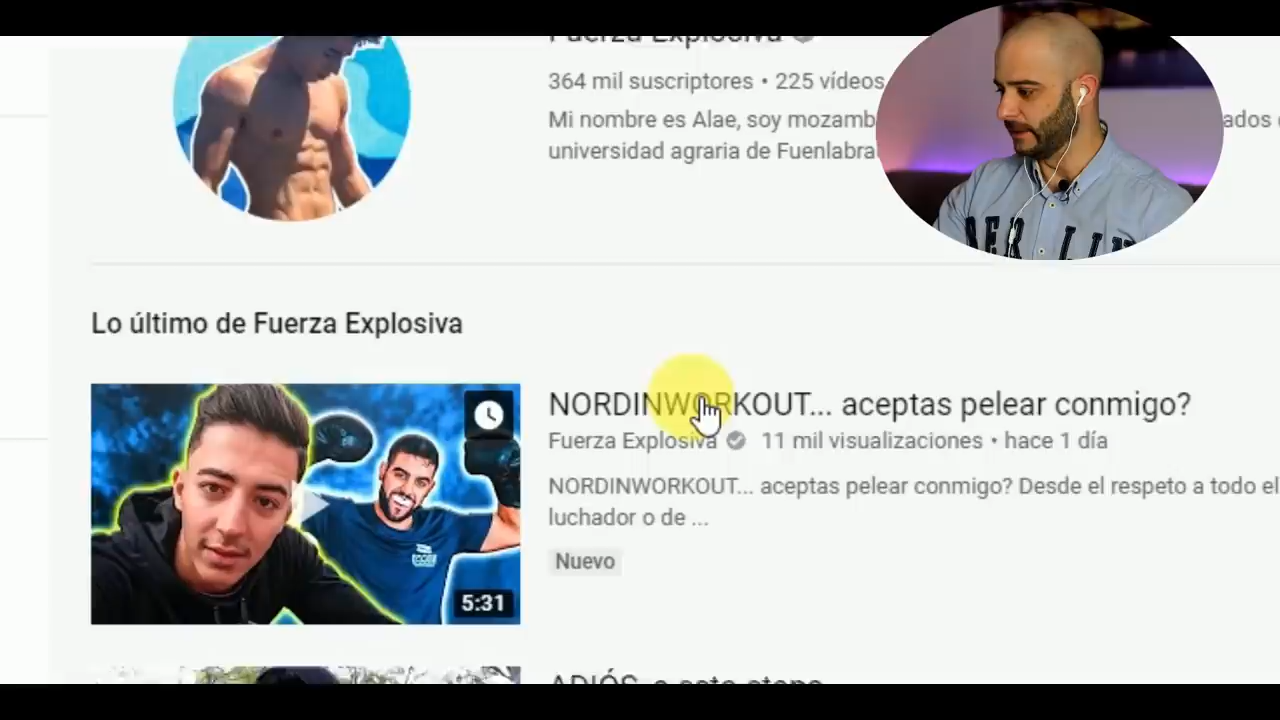 Fuerza Explosiva
364 mil suscriptores • 225 vídeos
Mi nombre es Alae, soy
universidad agraria de
Lo último de Fuerza Explosiva
NORDINWORKOUT... aceptas pelear conmigo?
Fuerza Explosiva 11 mil visualizaciones • hace 1 día
NORDINWORKOUT... aceptas pelear conmigo? Desde el respeto a todo el
luchador o de ...
Nuevo
5:31